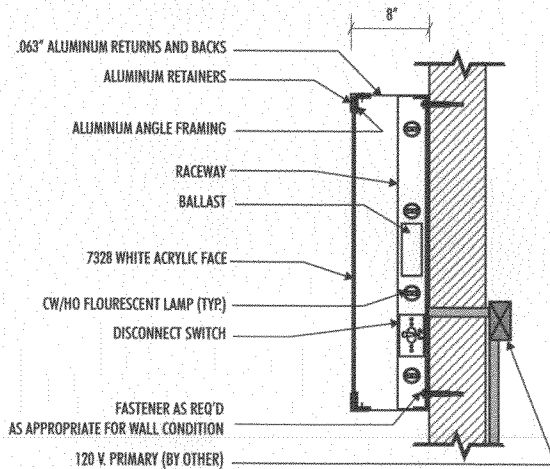 8"
.063" ALUMINUM RETURNS AND BACKS
ALUMINUM RETAINERS
ALUMINUM ANGLE FRAMING
RACEWAY
BALLAST
7328 WHITE ACRYLIC FACE
CW/HO FLOURESCENT LAMP (TYP.)
DISCONNECT SWITCH
FASTENER AS REQ'D
AS APPROPRIATE FOR WALL CONDITION
120 V. PRIMARY (BY OTHER)